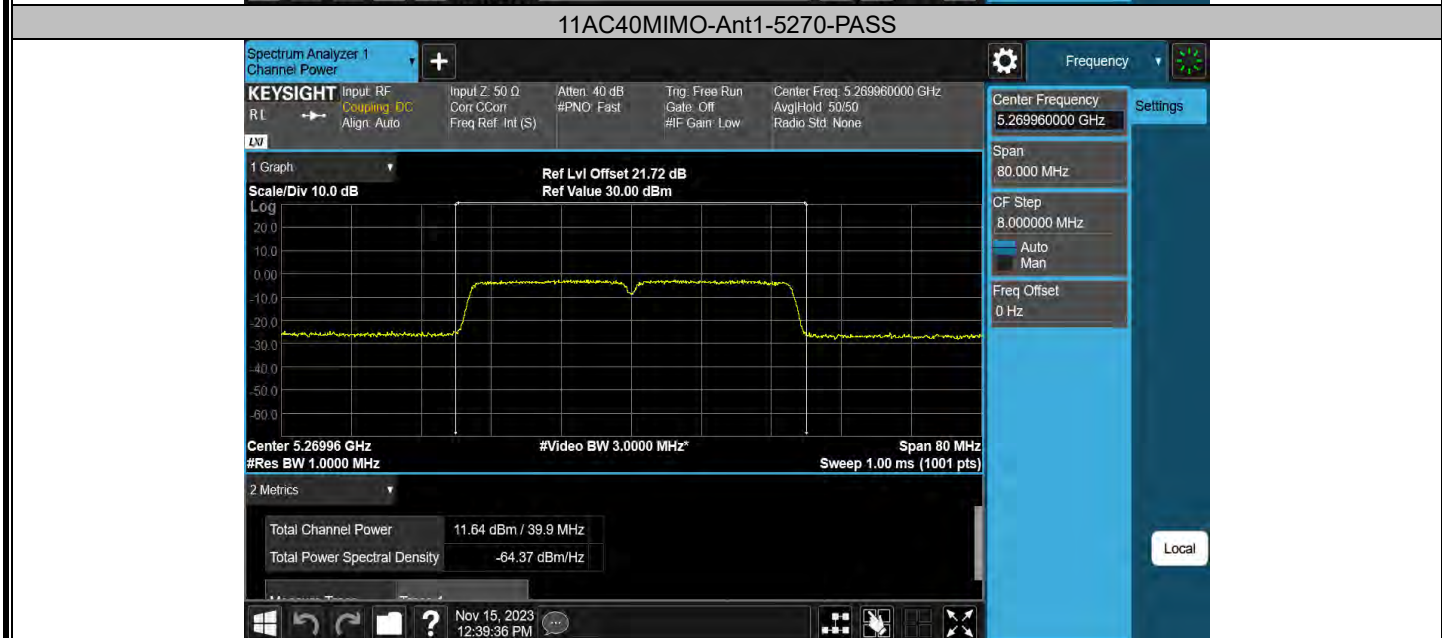 11AC40MIMO-Ant1-5270-PASS
Spectrum Analyzer 1
Channel Power
Frequency
KEYSIGHT
Input: RF
Coupling: DC
Align: Auto
Input Z: 50 Ω
Corr CCorr
Freq Ref: Int (S)
Atten: 40 dB
#PNO: Fast
Trig: Free Run
Gate: Off
#IF Gain: Low
Center Freq: 5.269960000 GHz
Avg|Hold: 50/50
Radio Std: None
LXI
Center Frequency
5.269960000 GHz
Settings
Span
80.000 MHz
CF Step
8.000000 MHz
Auto
Man
Freq Offset
0 Hz
1 Graph
Ref Lvl Offset 21.72 dB
Scale/Div 10.0 dB
Ref Value 30.00 dBm
Log
20.0
10.0
0.00
-10.0
-20.0
-30.0
-40.0
-50.0
-60.0
Center 5.26996 GHz
#Video BW 3.0000 MHz*
Span 80 MHz
#Res BW 1.0000 MHz
Sweep 1.00 ms (1001 pts)
2 Metrics
Total Channel Power
11.64 dBm / 39.9 MHz
Total Power Spectral Density
-64.37 dBm/Hz
Local
Nov 15, 2023
12:39:36 PM